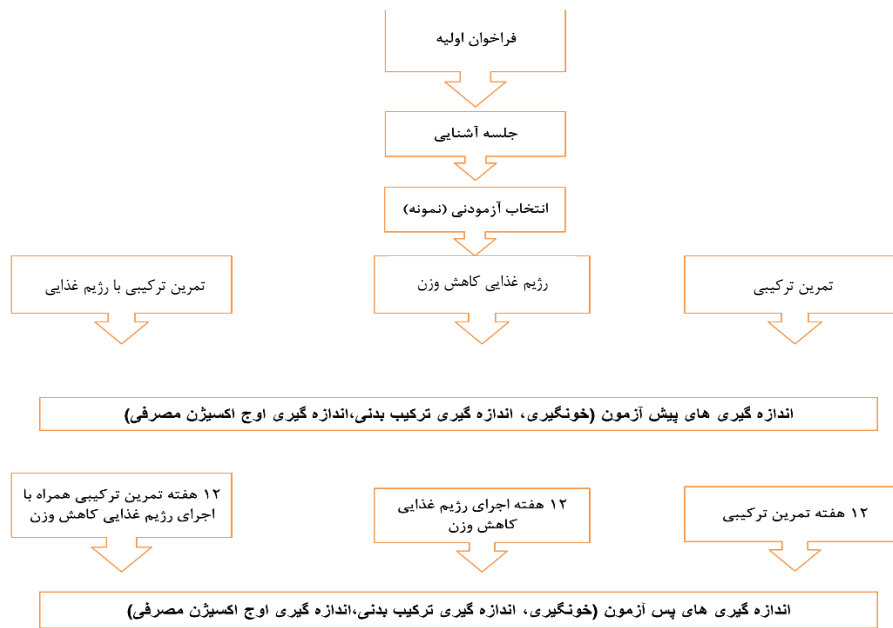 فراخوان اولیه
جلسه آشنایی
انتخاب آزمودنی (نمونه)
تمرین ترکیبی
رژیم غذایی کاهش وزن
تمرین ترکیبی با رژیم غذایی
اندازه گیری های پیش آزمون (خونگیری، اندازه گیری ترکیب بدنی،اندازه گیری اوج اکسیژن مصرفی)
۱۲ هفته تمرین ترکیبی
۱۲ هفته اجرای رژیم غذایی
کاهش وزن
۱۲ هفته تمرین ترکیبی همراه با
اجرای رژیم غذایی کاهش وزن
اندازه گیری های پس آزمون (خونگیری، اندازه گیری ترکیب بدنی،اندازه گیری اوج اکسیژن مصرفی)